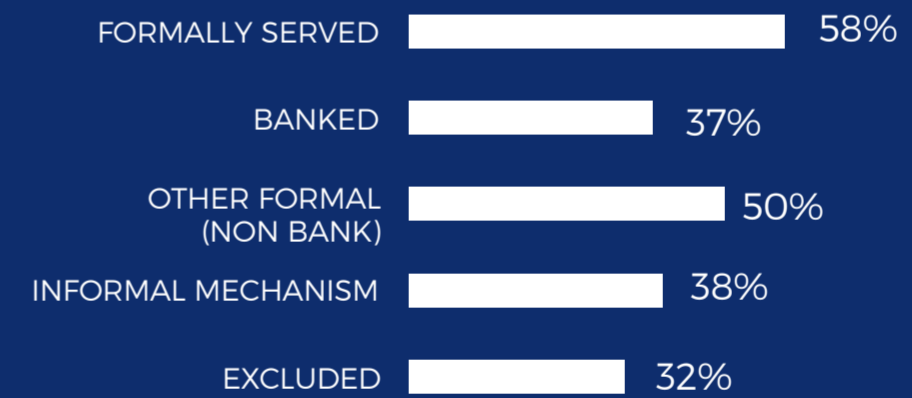 FORMALLY SERVED 58%
BANKED 37%
OTHER FORMAL
(NON BANK) 50%
INFORMAL MECHANISM 38%
EXCLUDED 32%